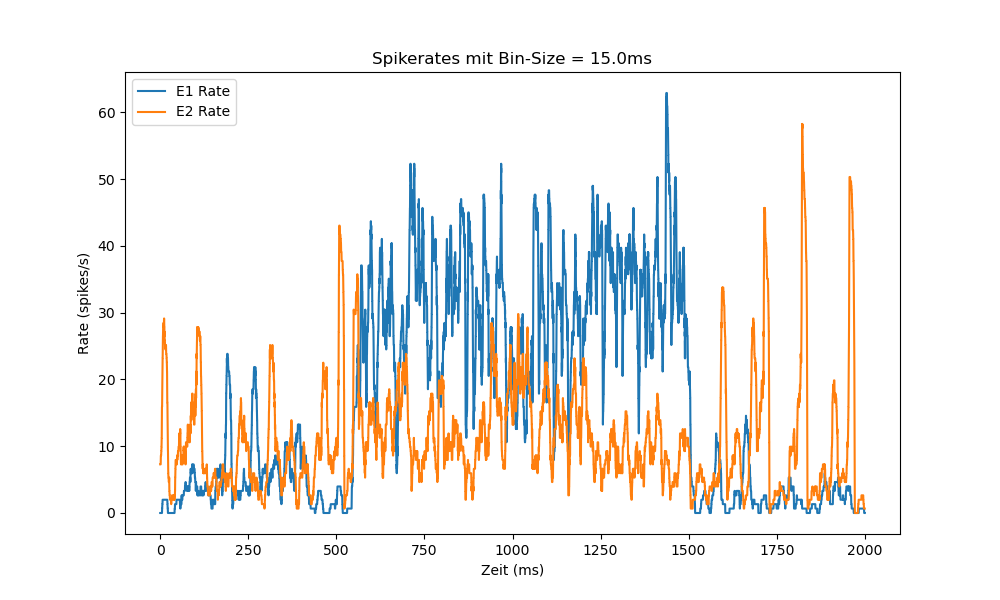 Spikerates mit Bin-Size = 15.0ms
E1 Rate
E2 Rate
Rate (spikes/s)
60
50
40
30
20
10
0
0 250 500 750 1000 1250 1500 1750 2000
Zeit (ms)